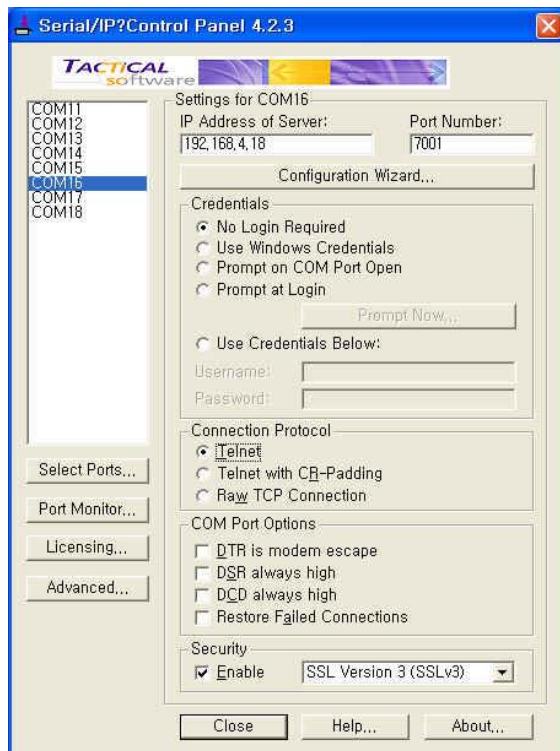 Serial/IP?Control Panel 4.2.3
TACTICAL
software
COM11
COM12
COM13
COM14
COM15
COM16
COM17
COM18
Select Ports...
Port Monitor...
Licensing...
Advanced...
Settings for COM16
IP Address of Server: Port Number:
192,168,4,18 7001
Configuration Wizard...
Credentials
No Login Required
Use Windows Credentials
Prompt on COM Port Open
Prompt at Login
Prompt Now...
Use Credentials Below:
Username:
Password:
Connection Protocol
Telnet
Telnet with CR-Padding
Raw TCP Connection
COM Port Options
DTR is modem escape
DSR always high
DCD always high
Restore Failed Connections
Security
Enable SSL Version 3 (SSLv3)
Close Help... About...